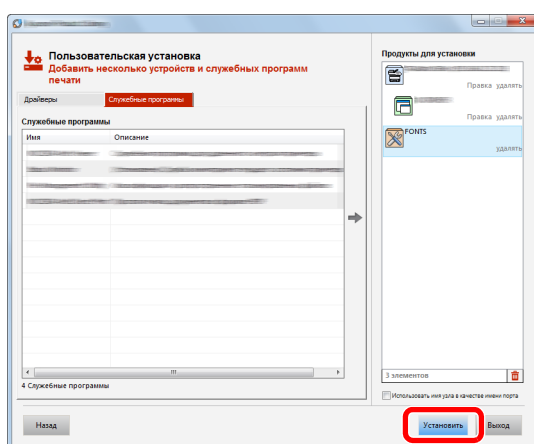 Пользовательская установка
Добавить несколько устройств и служебных программ
печати
Драйверы
Служебные программы
Служебные программы
Имя
Описание
4 Служебные программы
Продукты для установки
Правка удалять
Правка удалять
FONTS
удалять
3 элементов
Использовать имя узла в качестве имени порта
Назад
Установить
Выход